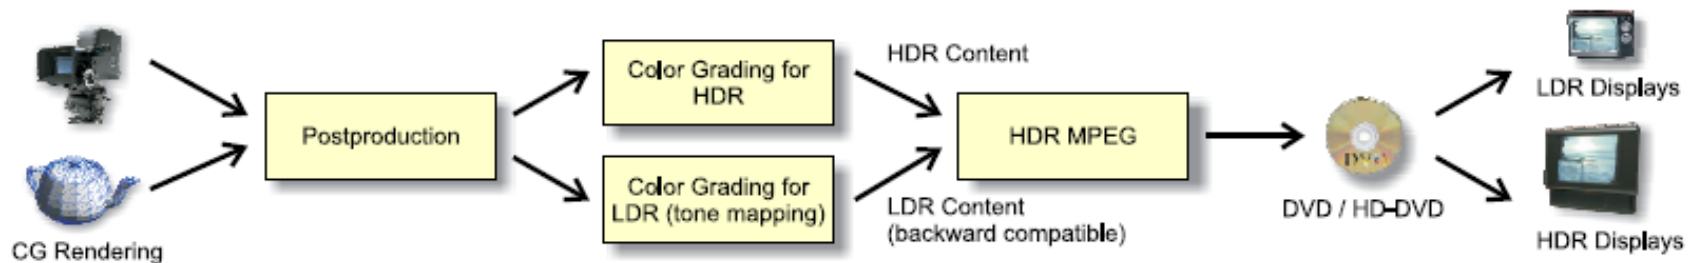 CG Rendering
Postproduction
Color Grading for
HDR
Color Grading for
LDR (tone mapping)
HDR Content
LDR Content
(backward compatible)
HDR MPEG
DVD
DVD / HD-DVD
LDR Displays
HDR Displays